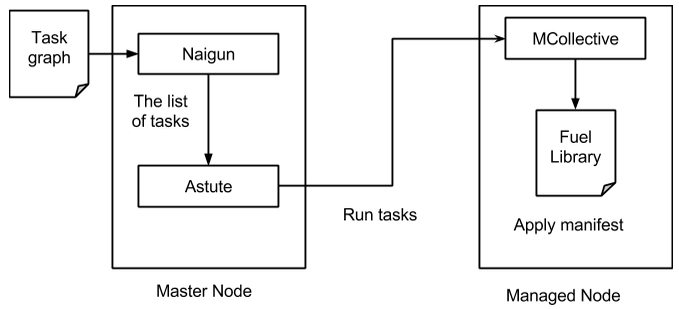 Task
graph
Naigun
The list
of tasks
Astute
Master Node
Run tasks
MCollective
Fuel
Library
Apply manifest
Managed Node